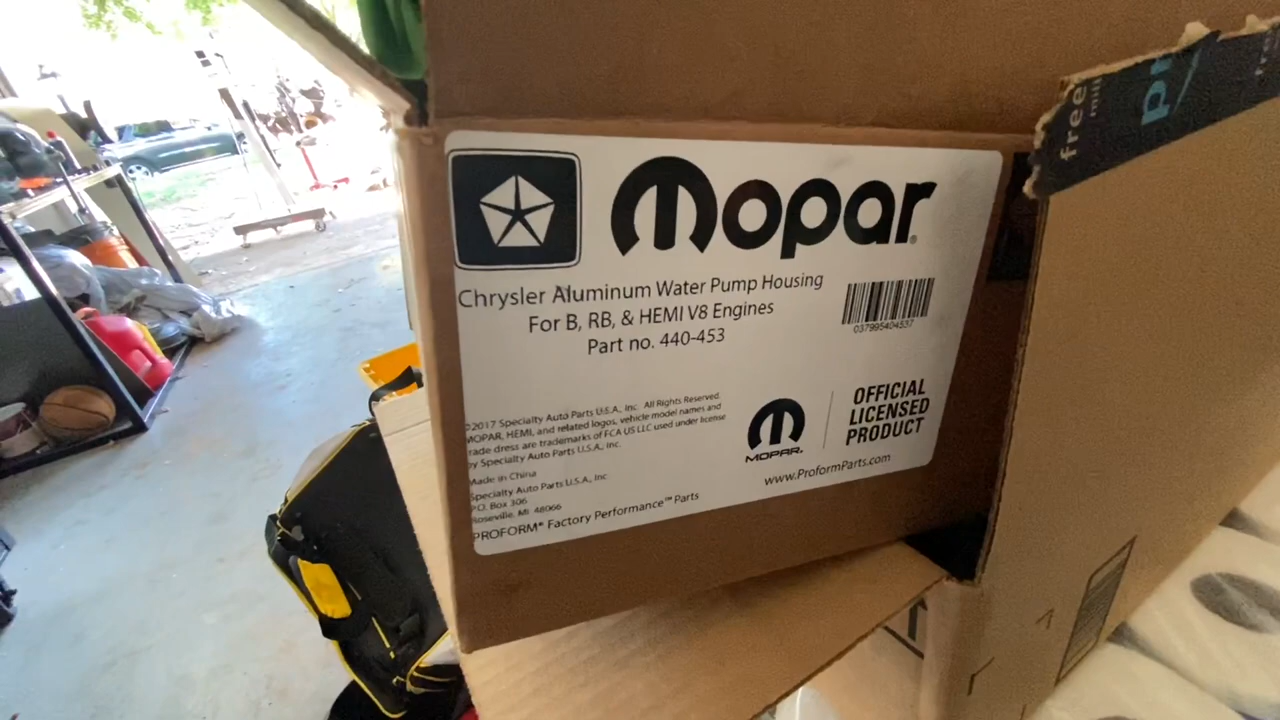 Mopar
Chrysler Aluminum Water Pump Housing
For B, RB, & HEMI V8 Engines
Part no. 440-453
037995404537
©2017 Specialty Auto Parts U.S.A., Inc. All Rights Reserved.
MOPAR, HEMI, and related logos, vehicle model names and
trade dress are trademarks of FCA US LLC used under license
by Specialty Auto Parts U.S.A., Inc.
Made in China
Specialty Auto Parts U.S.A., Inc.
P.O. Box 306
Roseville, MI 48066
PROFORM® Factory Performance™ Parts
MOPAR®
OFFICIAL
LICENSED
PRODUCT
www.ProformParts.com
free